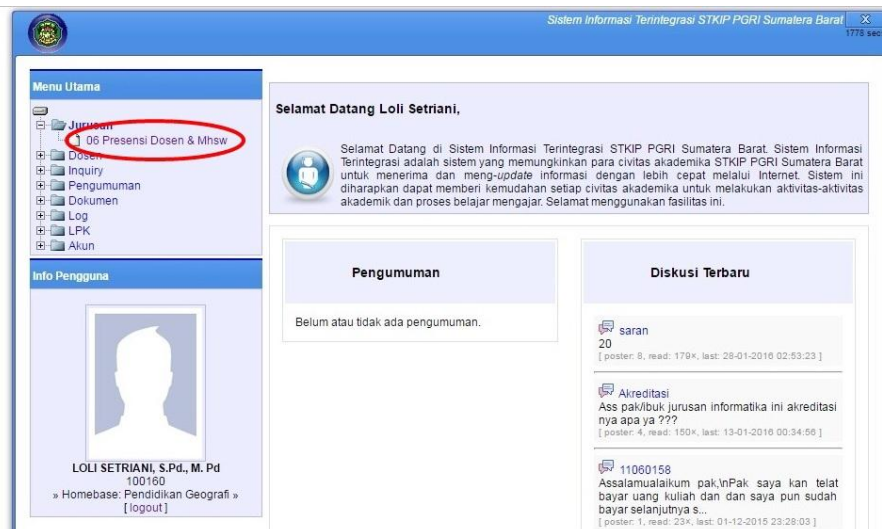 Sistem Informasi Terintegrasi STKIP PGRI Sumatera Barat
X
1778 sec
Menu Utama
Jurusan
06 Presensi Dosen & Mhsw
Dosen
Inquiry
Pengumuman
Dokumen
Log
LPK
Akun
Info Pengguna
LOLI SETRIANI, S.Pd., M. Pd
100160
» Homebase: Pendidikan Geografi »
[ logout ]
Selamat Datang Loli Setriani,
Selamat Datang di Sistem Informasi Terintegrasi STKIP PGRI Sumatera Barat. Sistem Informasi
Terintegrasi adalah sistem yang memungkinkan para civitas akademika STKIP PGRI Sumatera Barat
untuk menerima dan meng-update informasi dengan lebih cepat melalui Internet. Sistem ini
diharapkan dapat memberi kemudahan setiap civitas akademika untuk melakukan aktivitas-aktivitas
akademik dan proses belajar mengajar. Selamat menggunakan fasilitas ini.
Pengumuman
Belum atau tidak ada pengumuman.
Diskusi Terbaru
saran
20
[ poster: 8, read: 179×, last: 28-01-2016 02:53:23 ]
Akreditasi
Ass pak/ibuk jurusan informatika ini akreditasi
nya apa ya ???
[ poster: 4, read: 150×, last: 13-01-2016 00:34:56 ]
11060158
Assalamualaikum pak,\nPak saya kan telat
bayar uang kuliah dan dan saya pun sudah
bayar selanjutnya s...
[ poster: 1, read: 23×, last: 01-12-2015 23:28:03 ]